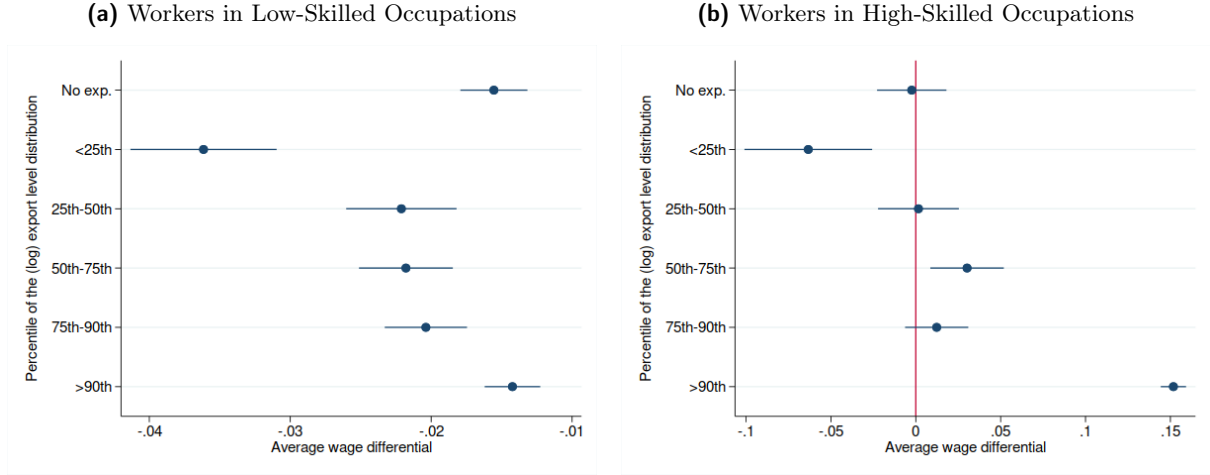 (a) Workers in Low-Skilled Occupations
Percentile of the (log) export level distribution
No exp.
<25th
25th-50th
50th-75th
75th-90th
>90th
-.04 -.03 -.02 -.01
Average wage differential
(b) Workers in High-Skilled Occupations
Percentile of the (log) export level distribution
No exp.
<25th
25th-50th
50th-75th
75th-90th
>90th
-.1 -.05 0 .05 .1 .15
Average wage differential